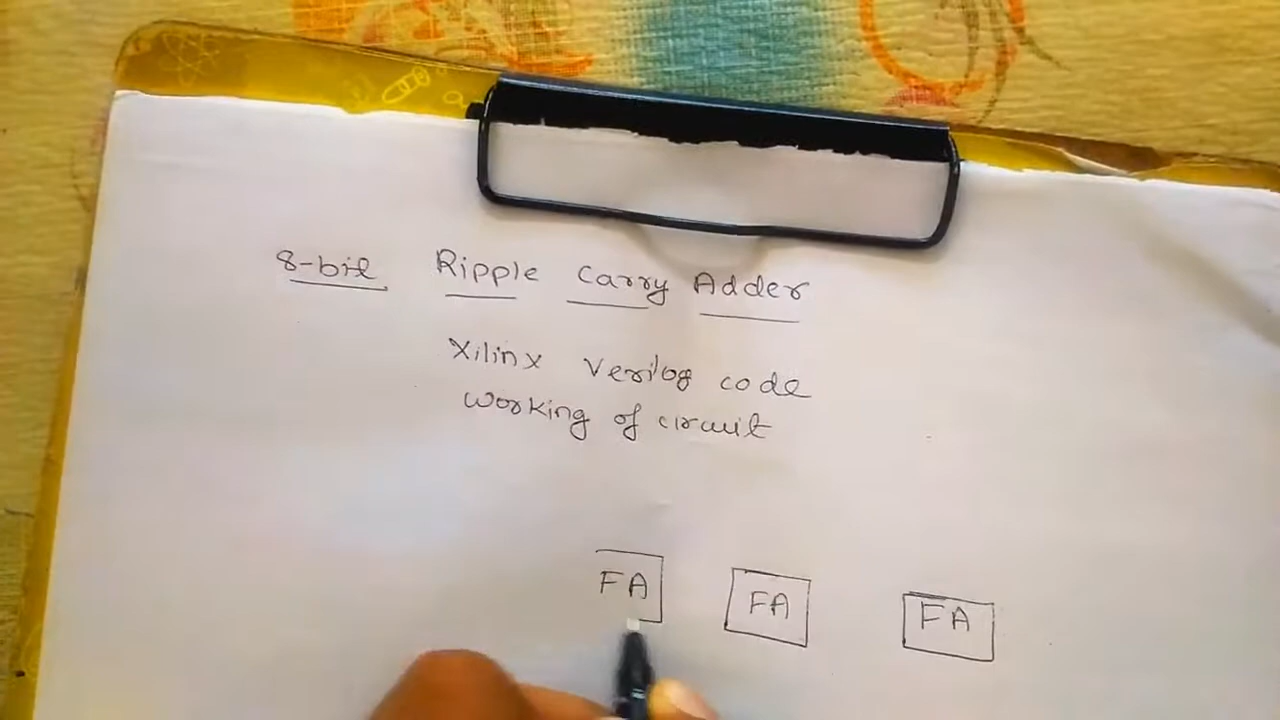 8-bit Ripple Carry Adder
Xilinx Verilog code
working of circuit
FA FA FA